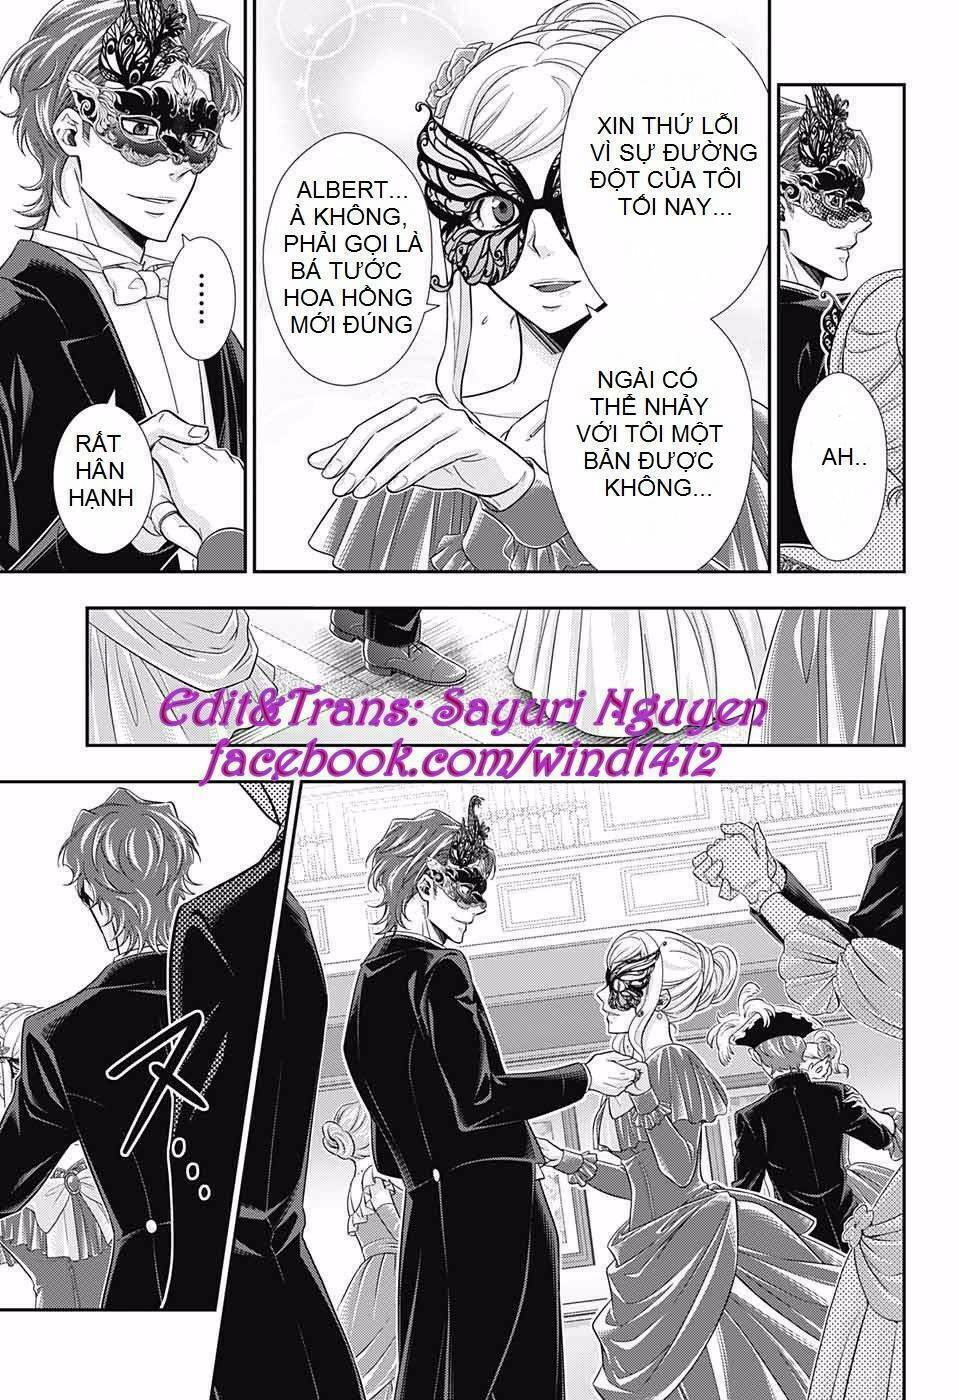 AH..
XIN THỨ LỖI
VÌ SỰ ĐƯỜNG
ĐỘT CỦA TÔI
TỐI NAY...
NGÀI CÓ
THỂ NHẢY
VỚI TÔI MỘT
BẢN ĐƯỢC
KHÔNG...
ALBERT...
À KHÔNG,
PHẢI GỌI LÀ
BÁ TƯỚC
HOA HỒNG
MỚI ĐÚNG
......
RẤT
HÂN
HẠNH
Edit&Trans: Sayuri Nguyen
facebook.com/wind1412